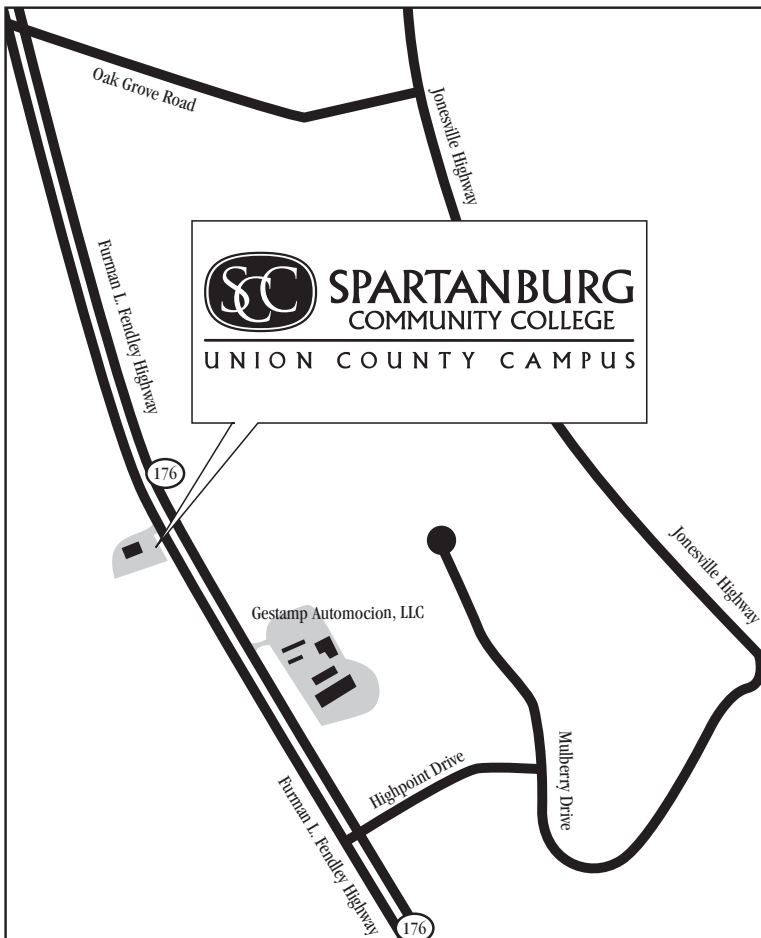 Oak Grove Road
Jonesville Highway
Furman L. Fendley Highway
SCC
SPARTANBURG
COMMUNITY COLLEGE
UNION COUNTY CAMPUS
176
Jonesville Highway
Gestamp Automocion, LLC
Mulberry Drive
Highpoint Drive
Furman L. Fendley Highway
176